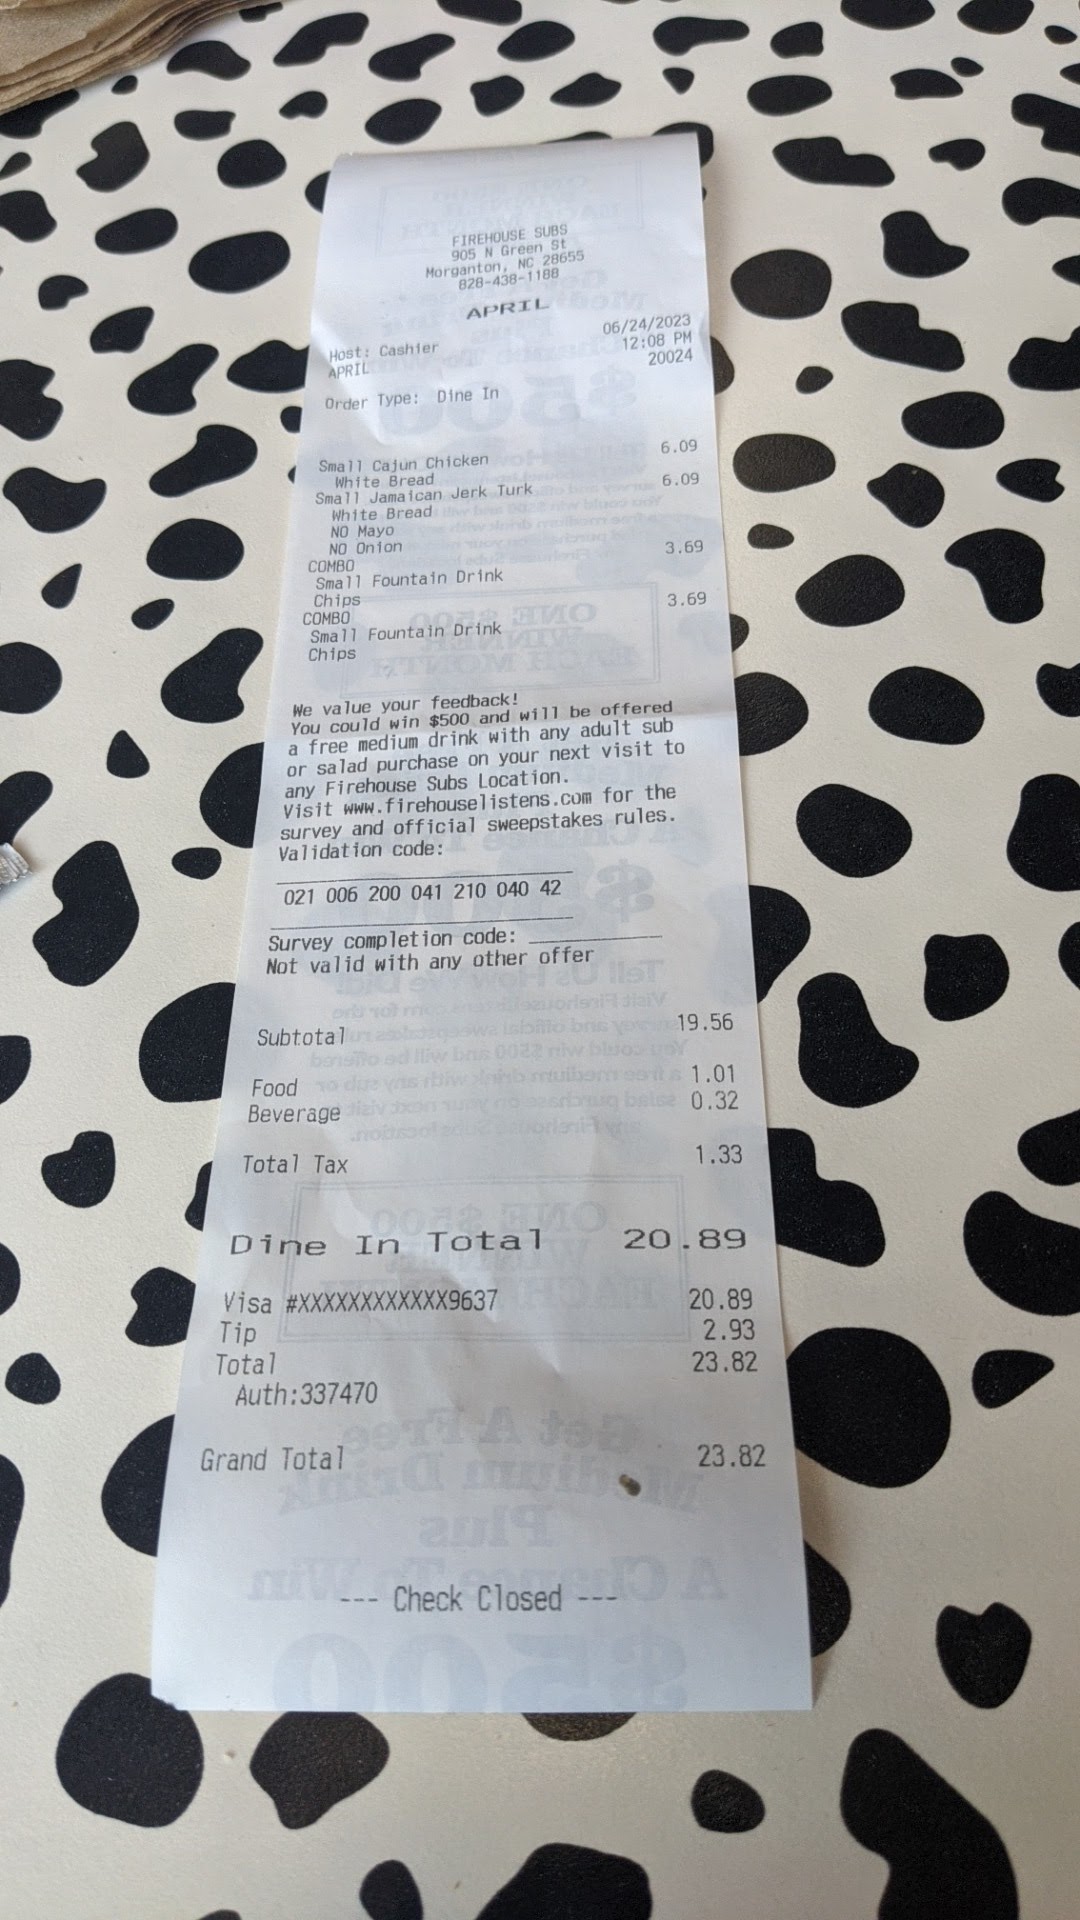 FIREHOUSE SUBS
905 N Green St
Morganton, NC 28655
828-438-1188
APRIL
06/24/2023
Host: Cashier 12:08 PM
APRIL 20024
Order Type: Dine In
Small Cajun Chicken 6.09
White Bread
Small Jamaican Jerk Turk 6.09
White Bread
NO Mayo
NO Onion
COMBO 3.69
Small Fountain Drink
Chips
COMBO 3.69
Small Fountain Drink
Chips
We value your feedback!
You could win $500 and will be offered
a free medium drink with any adult sub
or salad purchase on your next visit to
any Firehouse Subs Location.
Visit www.firehouselistens.com for the
survey and official sweepstakes rules.
Validation code:
021 006 200 041 210 040 42
Survey completion code: ___________
Not valid with any other offer
Subtotal 19.56
Food 1.01
Beverage 0.32
Total Tax 1.33
Dine In Total 20.89
Visa #XXXXXXXXXXXX9637 20.89
Tip 2.93
Total 23.82
Auth:337470
Grand Total 23.82
--- Check Closed ---